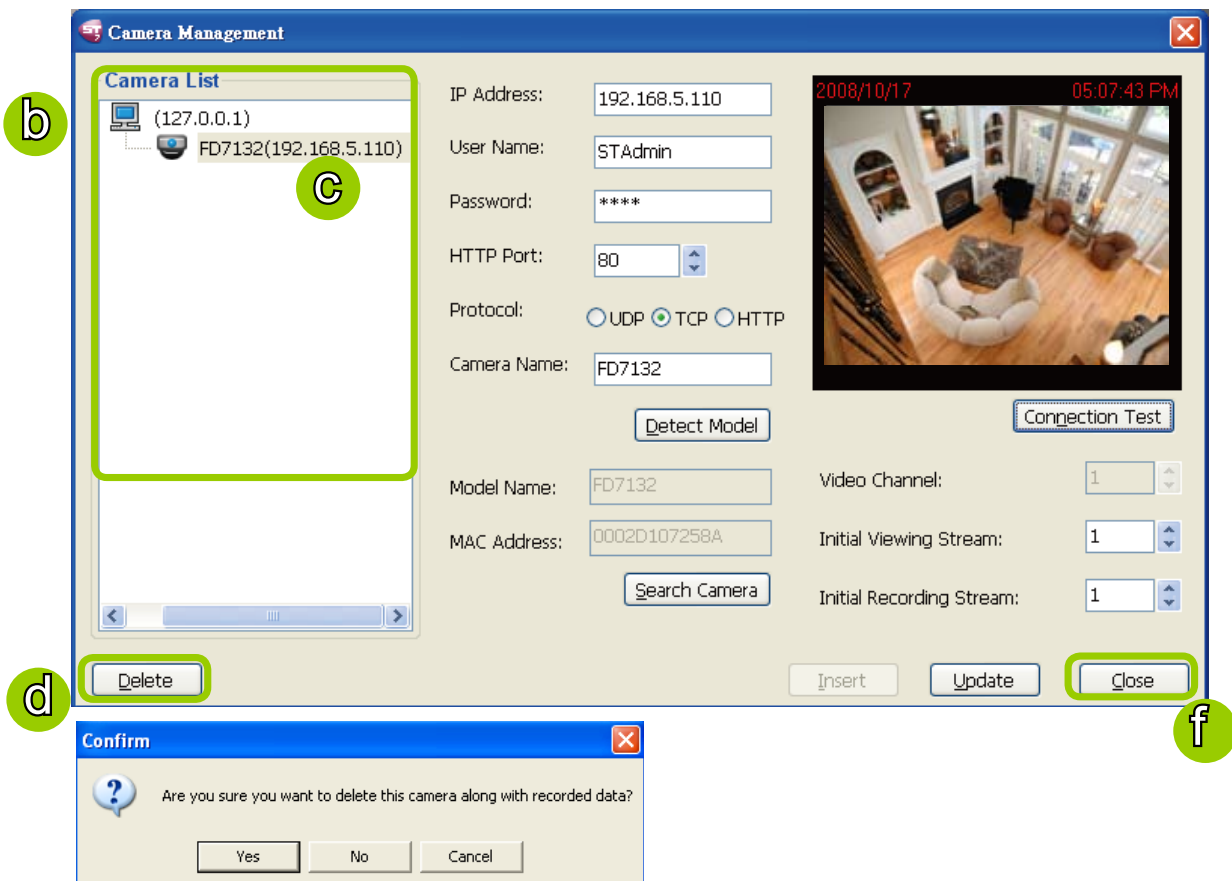 ST7 Camera Management
Camera List
b
(127.0.0.1)
FD7132(192.168.5.110)
c
IP Address:
192.168.5.110
User Name:
STAdmin
Password:
****
HTTP Port:
80
Protocol:
UDP TCP HTTP
Camera Name:
FD7132
Detect Model
Model Name:
FD7132
MAC Address:
0002D107258A
Search Camera
2008/10/17 05:07:43 PM
Connection Test
Video Channel:
1
Initial Viewing Stream:
1
Initial Recording Stream:
1
d
Delete
Insert
Update
Close
f
Confirm
Are you sure you want to delete this camera along with recorded data?
Yes No Cancel